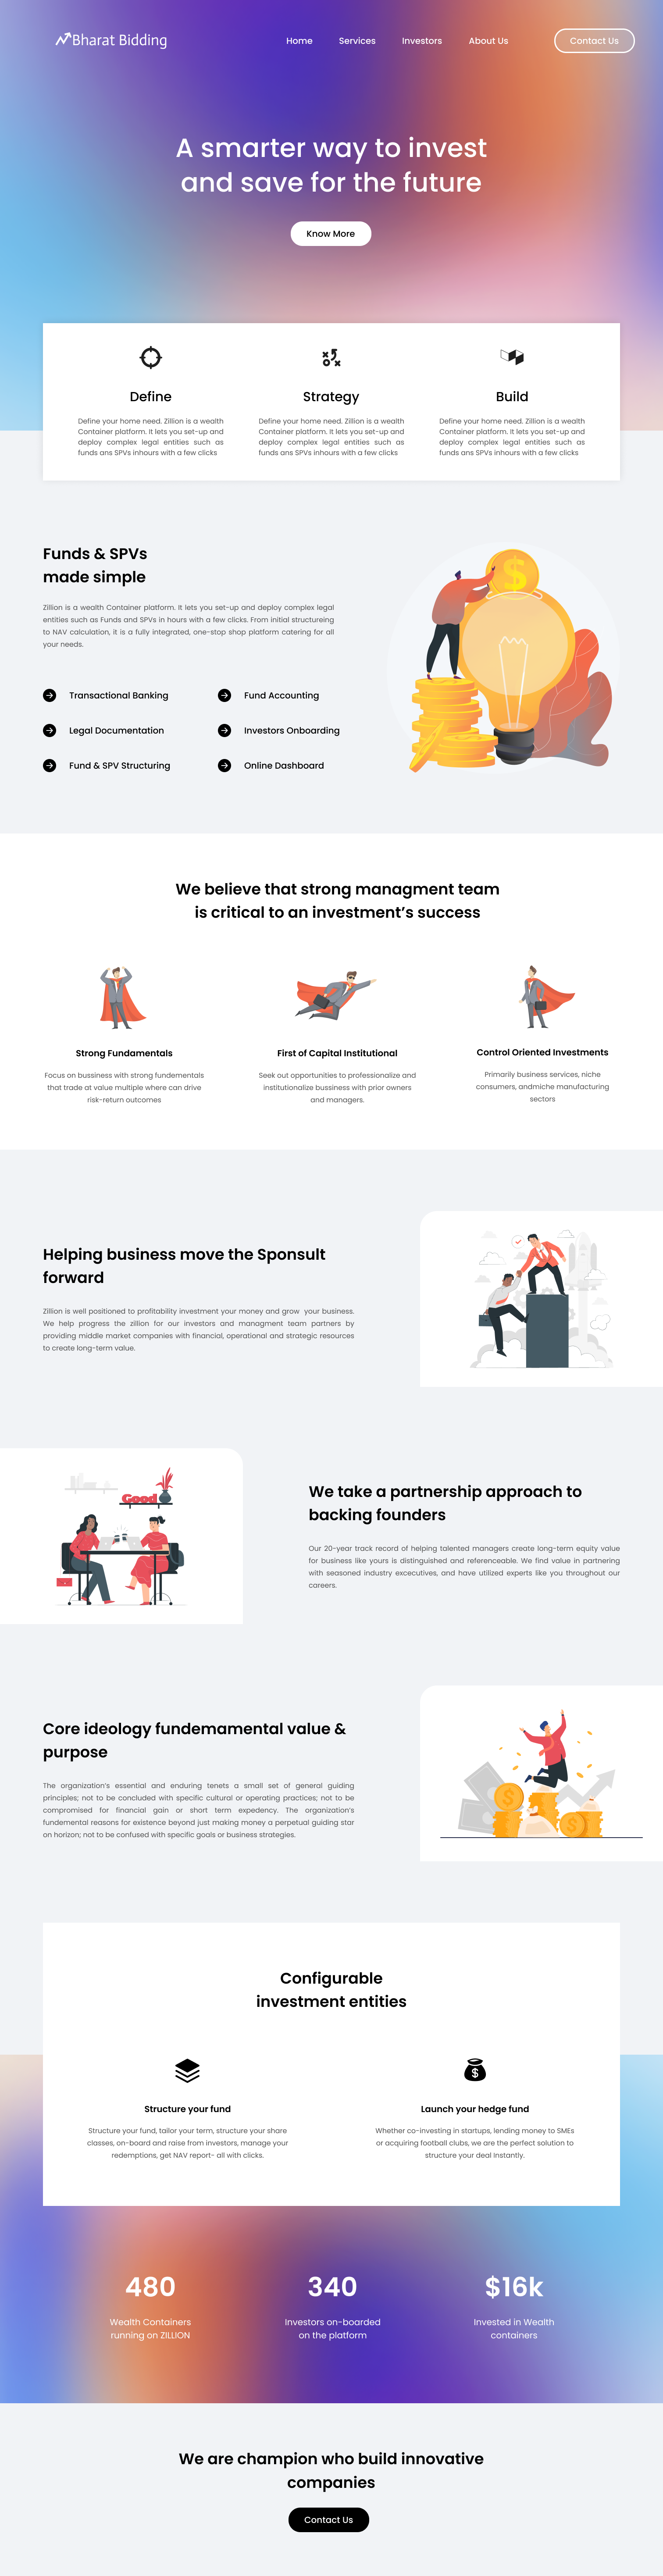 Bharat Bidding
Home
Services
Investors
About Us
Contact Us
A smarter way to invest
and save for the future
Know More
Define
Define your home need. Zillion is a wealth
Container platform. It lets you set-up and
deploy complex legal entities such as
funds ans SPVs inhours with a few clicks
Strategy
Define your home need. Zillion is a wealth
Container platform. It lets you set-up and
deploy complex legal entities such as
funds ans SPVs inhours with a few clicks
Build
Define your home need. Zillion is a wealth
Container platform. It lets you set-up and
deploy complex legal entities such as
funds ans SPVs inhours with a few clicks
Funds & SPVs
made simple
Zillion is a wealth Container platform. It lets you set-up and deploy complex legal
entities such as Funds and SPVs in hours with a few clicks. From initial structureing
to NAV calculation, it is a fully integrated, one-stop shop platform catering for all
your needs.
Transactional Banking
Fund Accounting
Legal Documentation
Investors Onboarding
Fund & SPV Structuring
Online Dashboard
$
We believe that strong managment team
is critical to an investment's success
Strong Fundamentals
Focus on business with strong fundementals
that trade at value multiple where can drive
risk-return outcomes
First of Capital Institutional
Seek out opportunities to professionalize and
institutionalize bussiness with prior owners
and managers.
Control Oriented Investments
Primarily business services, niche
consumers, andmiche manufacturing
sectors
Helping business move the Sponsult
forward
Zillion is well positioned to profitability investment your money and grow your business.
We help progress the zillion for our investors and managment team partners by
providing middle market companies with financial, operational and strategic resources
to create long-term value.
Good
We take a partnership approach to
backing founders
Our 20-year track record of helping talented managers create long-term equity value
for business like yours is distinguished and referenceable. We find value in partnering
with seasoned industry excecutives, and have utilized experts like you throughout our
careers.
Core ideology fundemamental value &
purpose
The organization's essential and enduring tenets a small set of general guiding
principles; not to be concluded with specific cultural or operating practices; not to be
compromised for financial gain or short term expedency. The organization's
fundemental reasons for existence beyond just making money a perpetual guiding star
on horizon; not to be confused with specific goals or business strategies.
$
$
$
Configurable
investment entities
$
Structure your fund
Structure your fund, tailor your term, structure your share
classes, on-board and raise from investors, manage your
redemptions, get NAV report- all with clicks.
Launch your hedge fund
Whether co-investing in startups, lending money to SMEs
or acquiring football clubs, we are the perfect solution to
structure your deal Instantly.
480
Wealth Containers
running on ZILLION
340
Investors on-boarded
on the platform
$16k
Invested in Wealth
containers
We are champion who build innovative
companies
Contact Us